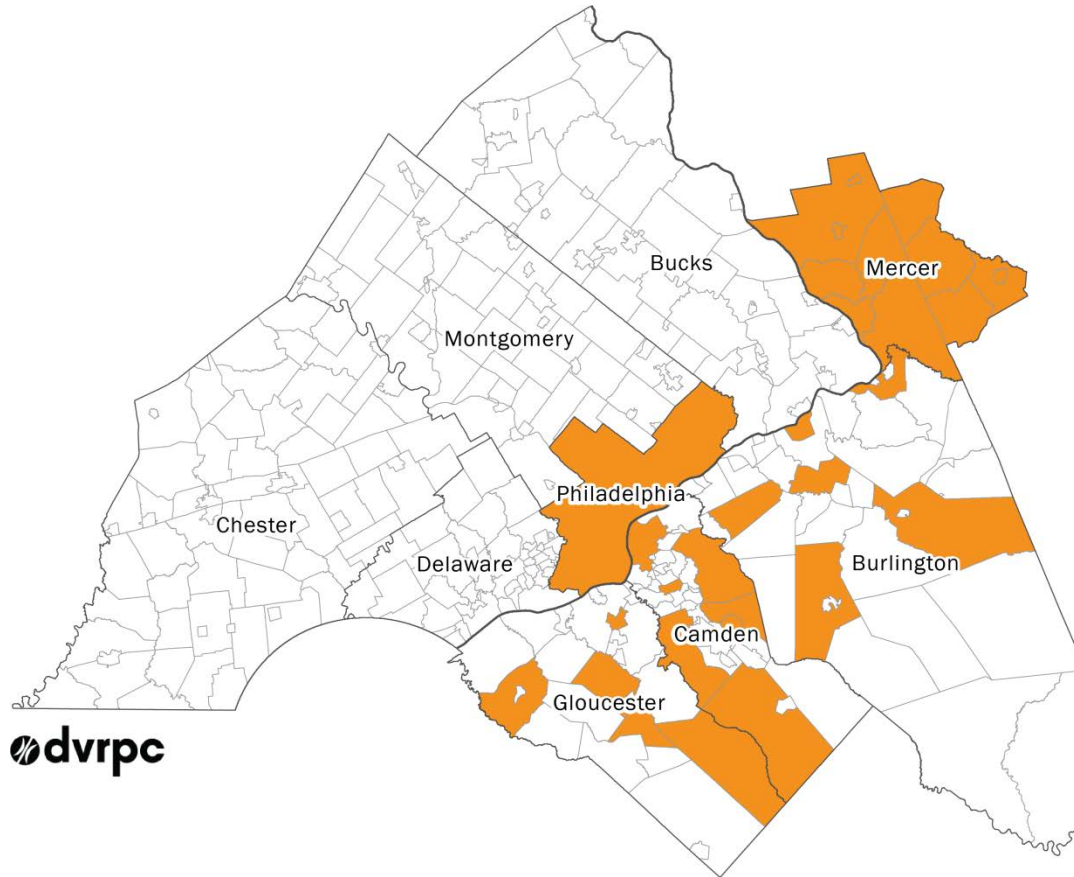 Bucks
Mercer
Montgomery
Philadelphia
Chester
Delaware
Burlington
Camden
Gloucester
dvrpc